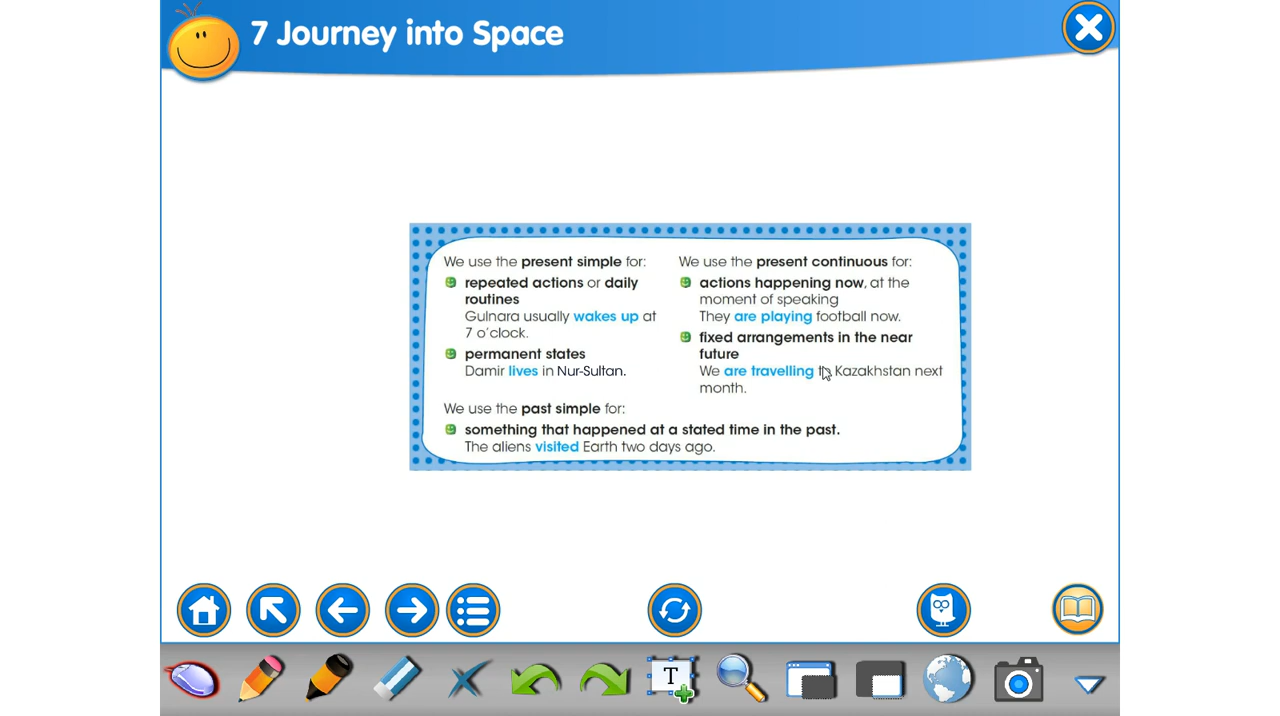 7 Journey into Space
We use the present simple for:
repeated actions or daily
routines
Gulnara usually wakes up at
7 o'clock.
permanent states
Damir lives in Nur-Sultan.
We use the present continuous for:
actions happening now, at the
moment of speaking
They are playing football now.
fixed arrangements in the near
future
We are travelling to Kazakhstan next
month.
We use the past simple for:
something that happened at a stated time in the past.
The aliens visited Earth two days ago.
T